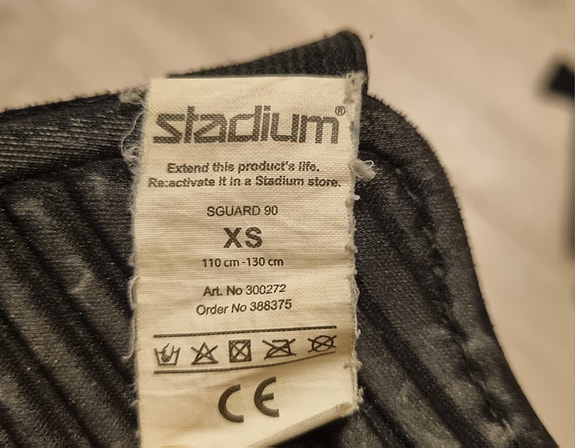 stadium®
Extend this product's life.
Re:activate it in a Stadium store.
SGUARD 90
XS
110 cm -130 cm
Art. No 300272
Order No 388375
CE